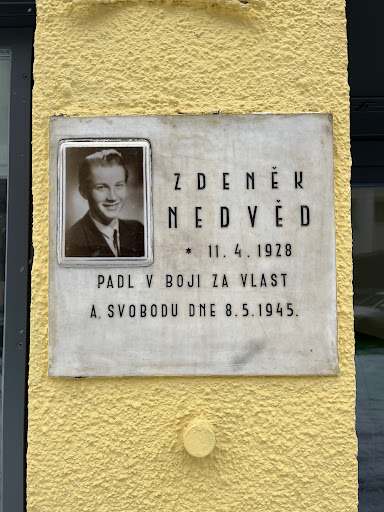 ZDENĚK
NEDVĚD
* 11. 4. 1928
PADL V BOJI ZA VLAST
A SVOBODU DNE 8. 5. 1945.